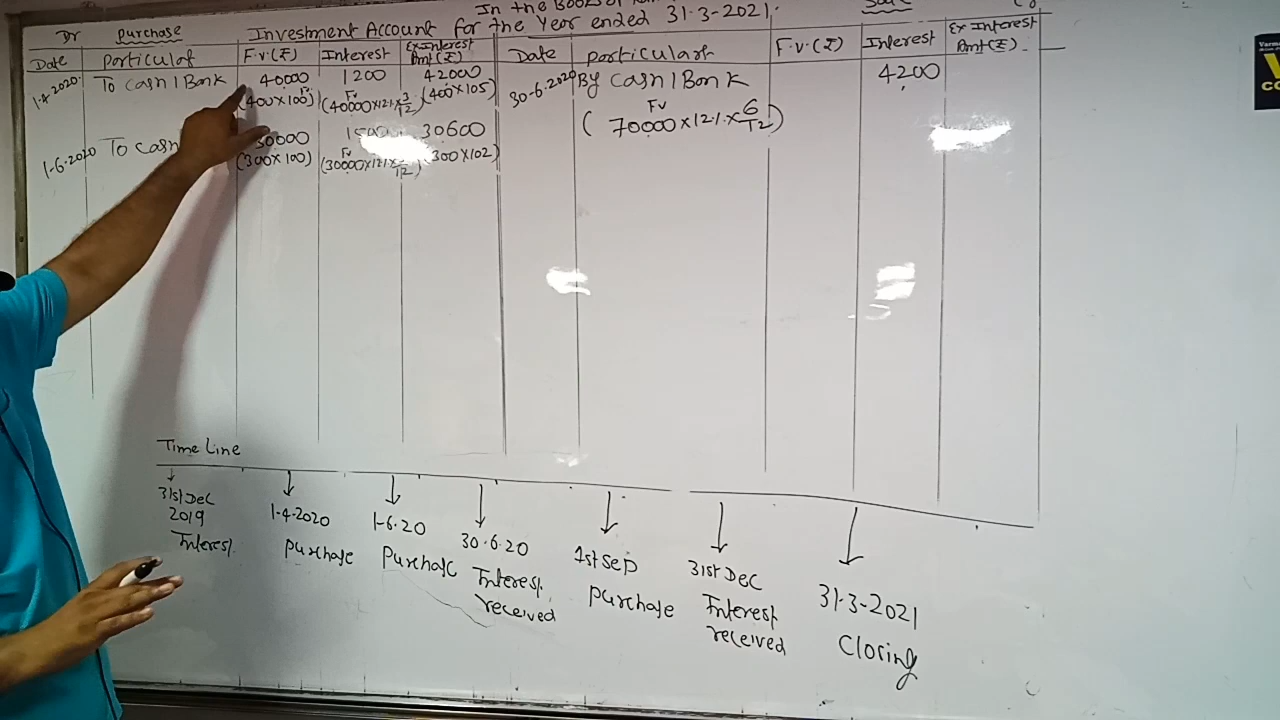 In the Books of
Dr Purchase Investment Account for the Year ended 31.3.2021.
Date Particular F.V.(₹) Interest Ex Interest Amt(₹) Date Particulars F.V.(₹) Interest Ex Interest Amt(₹)
1.4.2020 To Cash | Bank 40000 1200 42000 30-6.2020 By Cash | Bank 4200
(400×100) (40000×12%×3/12) (400×105) (70000×12%×6/12)
FV FV
1-6.2020 To Cash 30000 30600
(300×100) (30000×12%× /12) (300×102)
FV
Time Line
31st Dec 2019 Interest.
1.4.2020 Purchase
1-6.20 Purchase
30.6.20 Interest received
1st Sep Purchase
31st Dec Interest received
31.3-2021 Closing